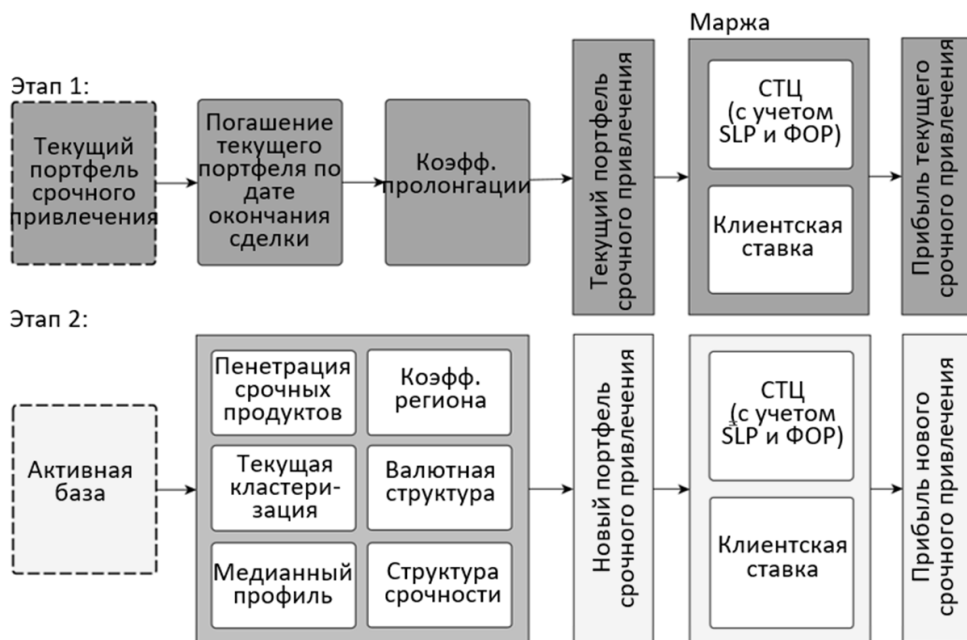 Маржа
Этап 1:
Текущий
портфель
срочного
привлечения
Погашение
текущего
портфеля по
дате
окончания
сделки
Коэфф.
пролонгации
Текущий портфель
срочного привлечения
СТЦ
(с учетом
SLP и ФОР)
Клиентская
ставка
Прибыль текущего
срочного привлечения
Этап 2:
Активная
база
Пенетрация
срочных
продуктов
Коэфф.
региона
Текущая
кластери-
зация
Валютная
структура
Медианный
профиль
Структура
срочности
Новый портфель
срочного привлечения
СТЦ
(с учетом
SLP и ФОР)
Клиентская
ставка
Прибыль нового
срочного привлечения